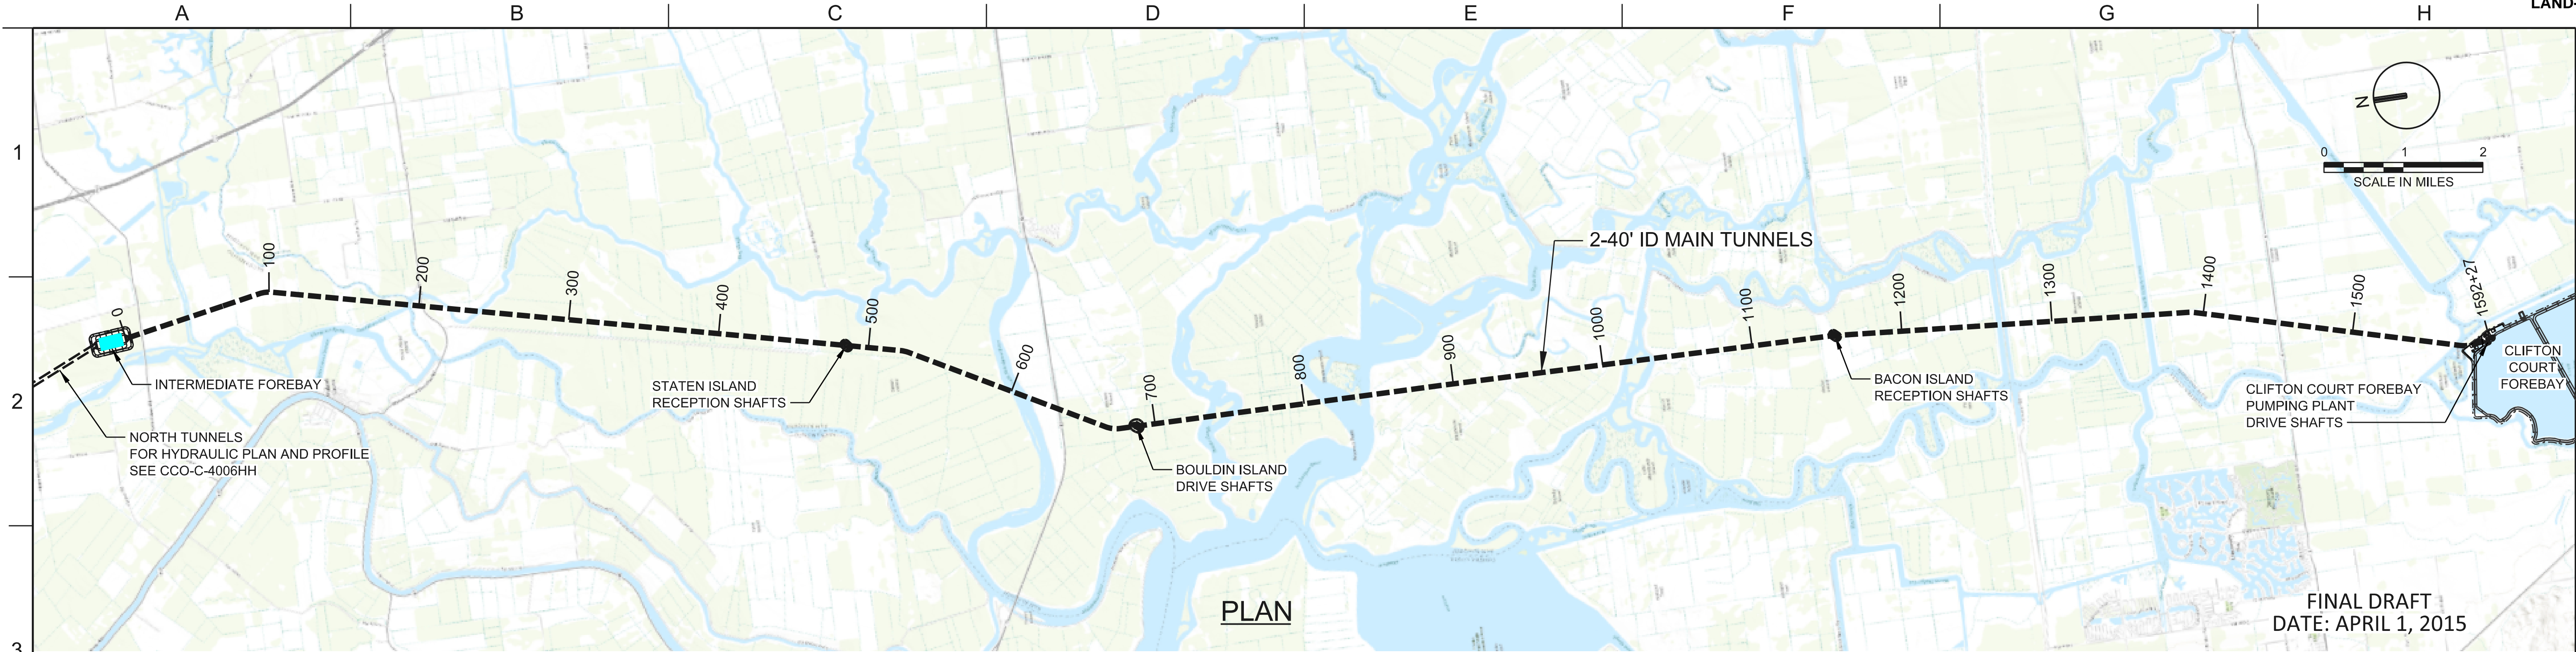 A
B
C
D
E
F
G
H
LAND-
1
2
3
N
0
1
2
SCALE IN MILES
0
100
200
300
400
500
600
700
800
900
1000
1100
1200
1300
1400
1500
1592+27
2-40' ID MAIN TUNNELS
INTERMEDIATE FOREBAY
NORTH TUNNELS
FOR HYDRAULIC PLAN AND PROFILE
SEE CCO-C-4006HH
STATEN ISLAND
RECEPTION SHAFTS
BOULDIN ISLAND
DRIVE SHAFTS
BACON ISLAND
RECEPTION SHAFTS
CLIFTON COURT FOREBAY
PUMPING PLANT
DRIVE SHAFTS
CLIFTON
COURT
FOREBAY
PLAN
FINAL DRAFT
DATE: APRIL 1, 2015